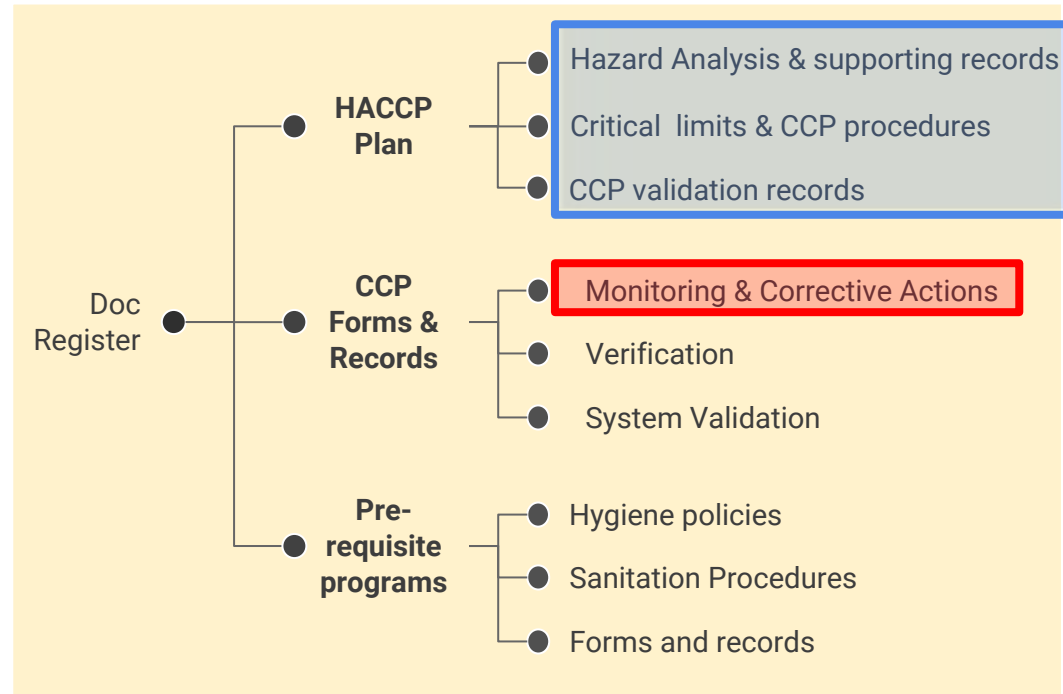 Doc
Register
HACCP
Plan
Hazard Analysis & supporting records
Critical limits & CCP procedures
CCP validation records
CCP
Forms &
Records
Monitoring & Corrective Actions
Verification
System Validation
Pre-
requisite
programs
Hygiene policies
Sanitation Procedures
Forms and records